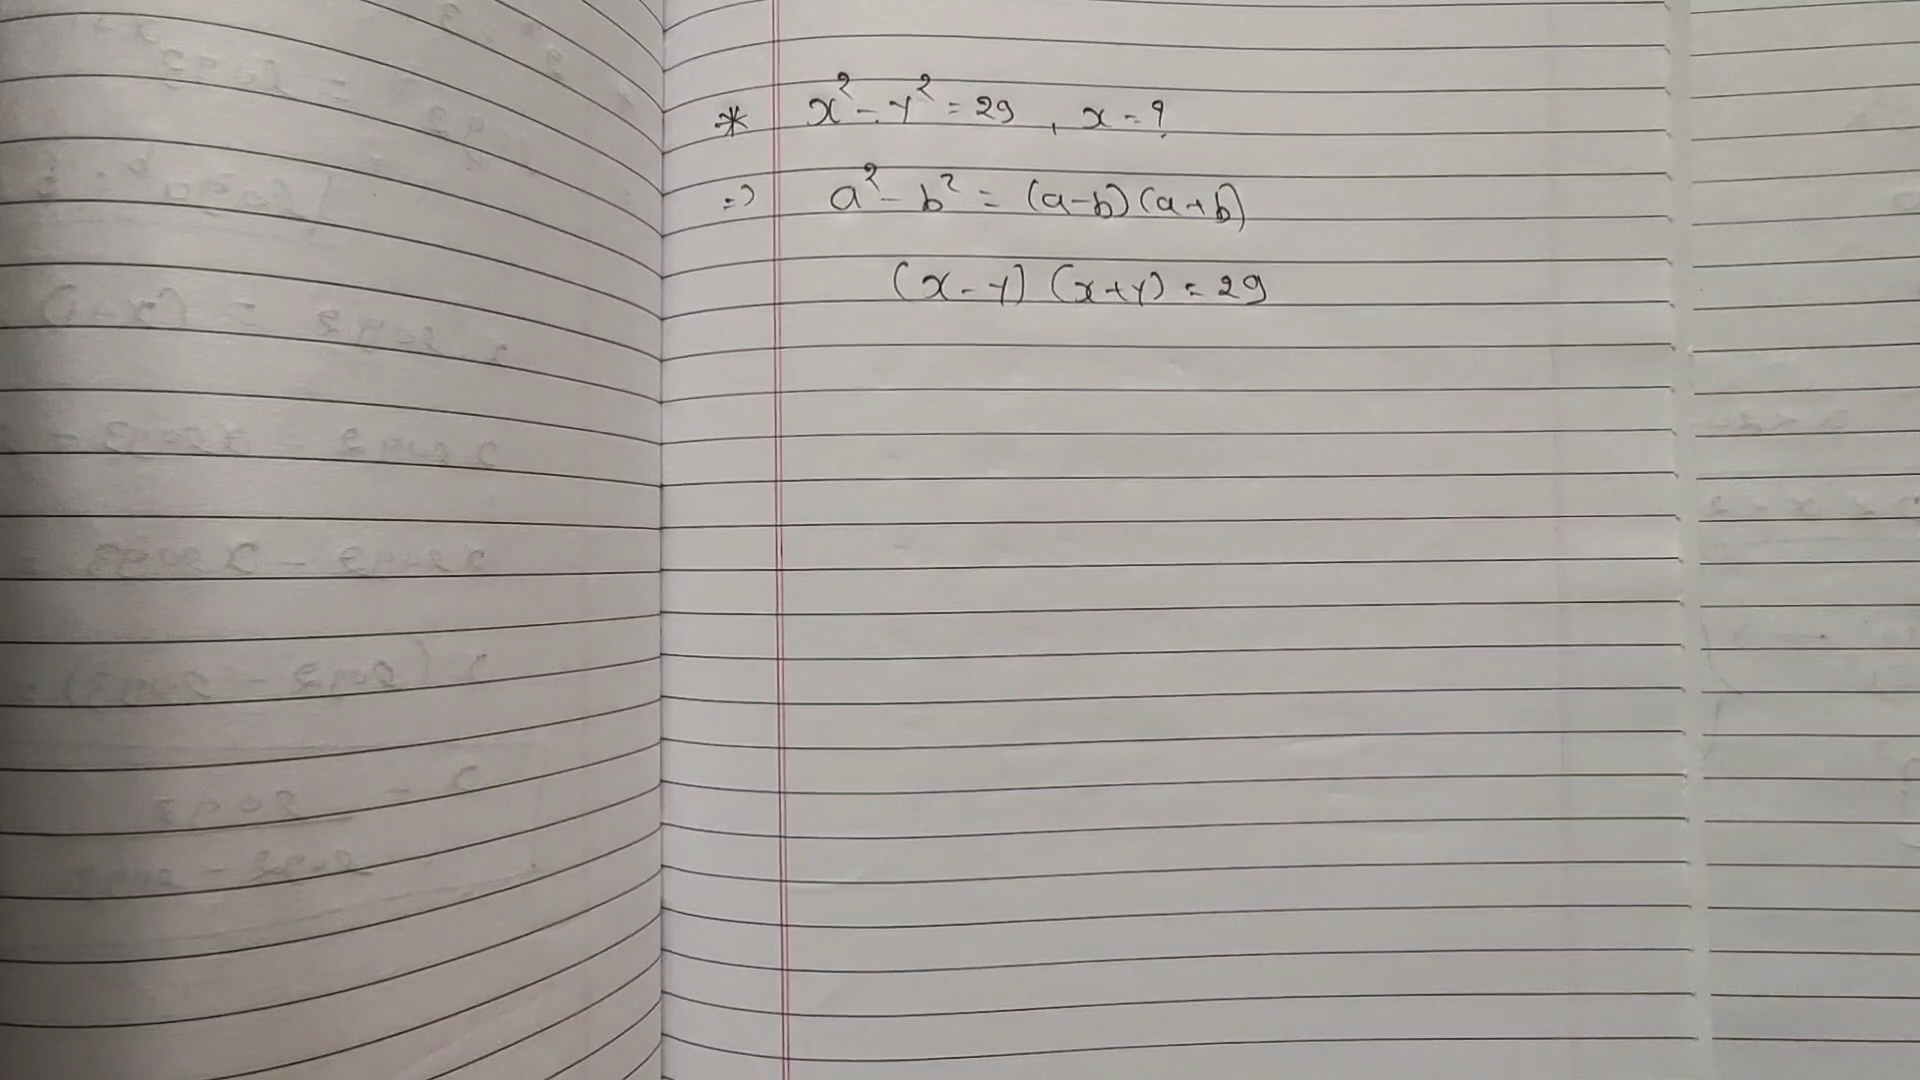 * x² - y² = 29 , x = ?
=> a² - b² = (a-b) (a+b)
(x-y) (x+y) = 29